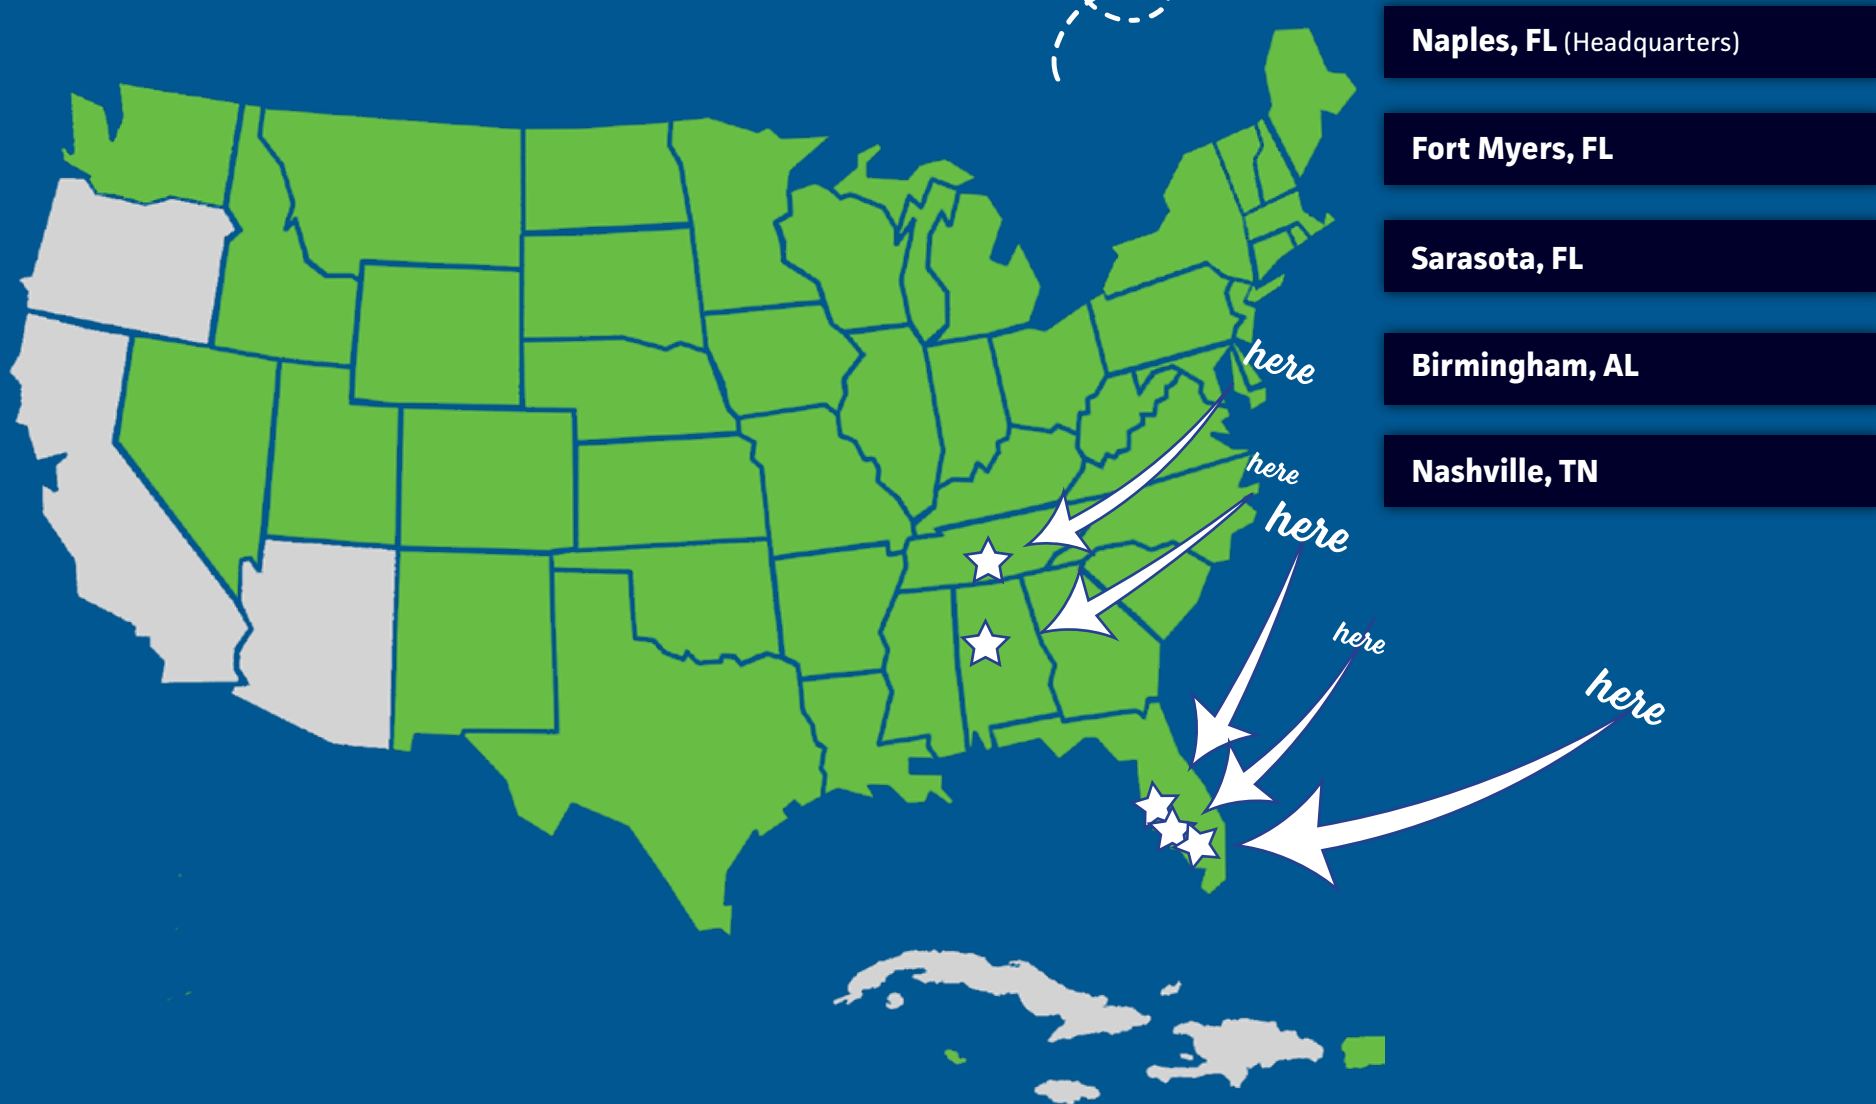 Naples, FL (Headquarters)
Fort Myers, FL
Sarasota, FL
Birmingham, AL
Nashville, TN
here
here
here
here
here